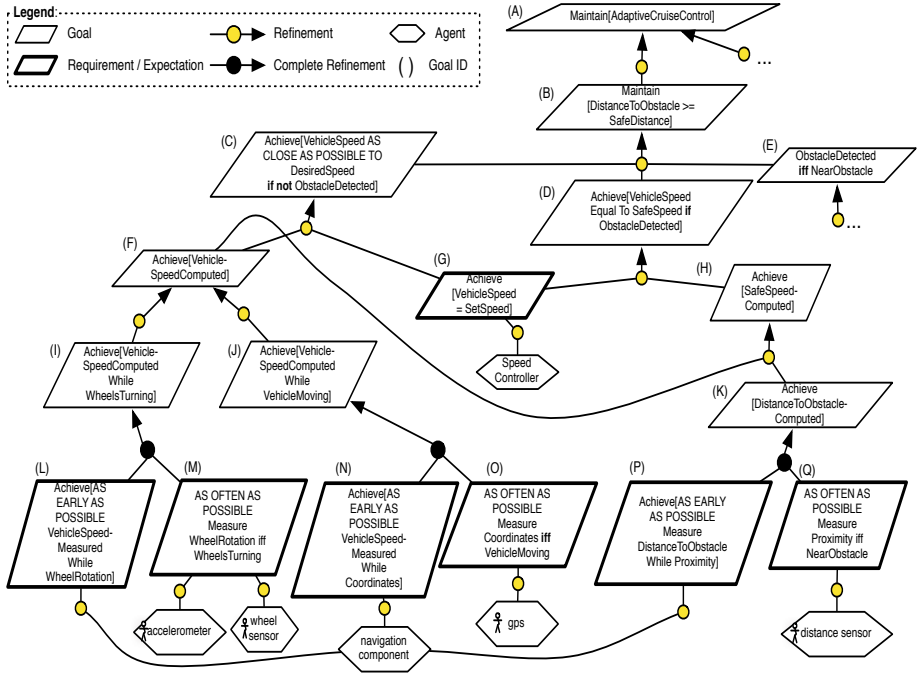 Legend:
Goal
Refinement
Agent
Requirement / Expectation
Complete Refinement
( ) Goal ID
(A)
Maintain[AdaptiveCruiseControl]
...
(B)
Maintain
[DistanceToObstacle >=
SafeDistance]
(C)
Achieve[VehicleSpeed AS
CLOSE AS POSSIBLE TO
DesiredSpeed
if not ObstacleDetected]
(E)
ObstacleDetected
iff NearObstacle
...
(D)
Achieve[VehicleSpeed
Equal To SafeSpeed if
ObstacleDetected]
(F)
Achieve[Vehicle-
SpeedComputed]
(G)
Achieve
[VehicleSpeed
= SetSpeed]
(H)
Achieve
[SafeSpeed-
Computed]
(I)
Achieve[Vehicle-
SpeedComputed
While
WheelsTurning]
(J)
Achieve[Vehicle-
SpeedComputed
While
VehicleMoving]
Speed
Controller
(K)
Achieve
[DistanceToObstacle-
Computed]
(L)
Achieve[AS
EARLY AS
POSSIBLE
VehicleSpeed-
Measured
While
WheelRotation]
(M)
AS OFTEN AS
POSSIBLE
Measure
WheelRotation iff
WheelsTurning
(N)
Achieve[AS
EARLY AS
POSSIBLE
VehicleSpeed-
Measured
While
Coordinates]
(O)
AS OFTEN AS
POSSIBLE
Measure
Coordinates iff
VehicleMoving
(P)
Achieve[AS EARLY
AS POSSIBLE
Measure
DistanceToObstacle
While Proximity]
(Q)
AS OFTEN AS
POSSIBLE
Measure
Proximity iff
NearObstacle
accelerometer
wheel
sensor
navigation
component
gps
distance sensor